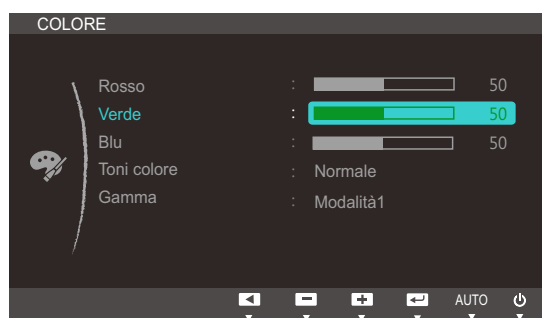 COLORE
Rosso : 50
Verde : 50
Blu : 50
Toni colore : Normale
Gamma : Modalità1
AUTO